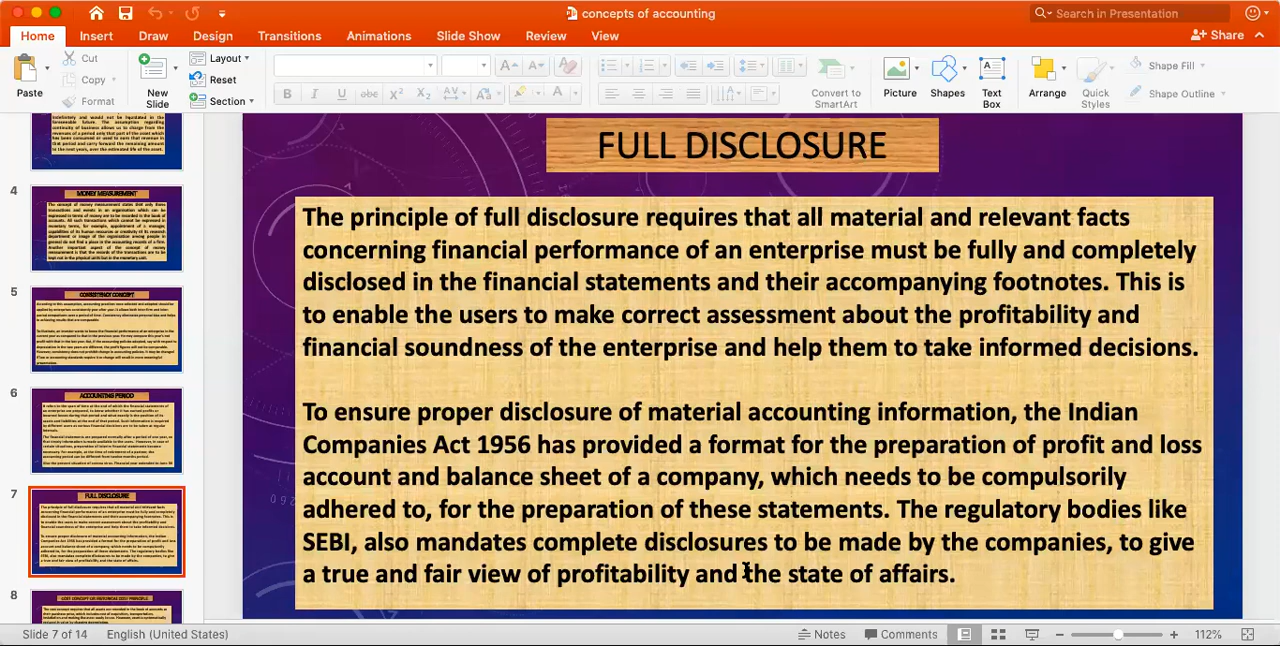 concepts of accounting
Search in Presentation
Home Insert Draw Design Transitions Animations Slide Show Review View Share
Paste
Cut
Copy
Format
New Slide
Layout
Reset
Section
Convert to SmartArt
Picture
Shapes
Text Box
Arrange
Quick Styles
Shape Fill
Shape Outline
4
MONEY MEASUREMENT
5
CONSISTENCY CONCEPT
6
ACCOUNTING PERIOD
7
FULL DISCLOSURE
8
FULL DISCLOSURE
The principle of full disclosure requires that all material and relevant facts
concerning financial performance of an enterprise must be fully and completely
disclosed in the financial statements and their accompanying footnotes. This is
to enable the users to make correct assessment about the profitability and
financial soundness of the enterprise and help them to take informed decisions.
To ensure proper disclosure of material accounting information, the Indian
Companies Act 1956 has provided a format for the preparation of profit and loss
account and balance sheet of a company, which needs to be compulsorily
adhered to, for the preparation of these statements. The regulatory bodies like
SEBI, also mandates complete disclosures to be made by the companies, to give
a true and fair view of profitability and the state of affairs.
Slide 7 of 14 English (United States) Notes Comments 112%